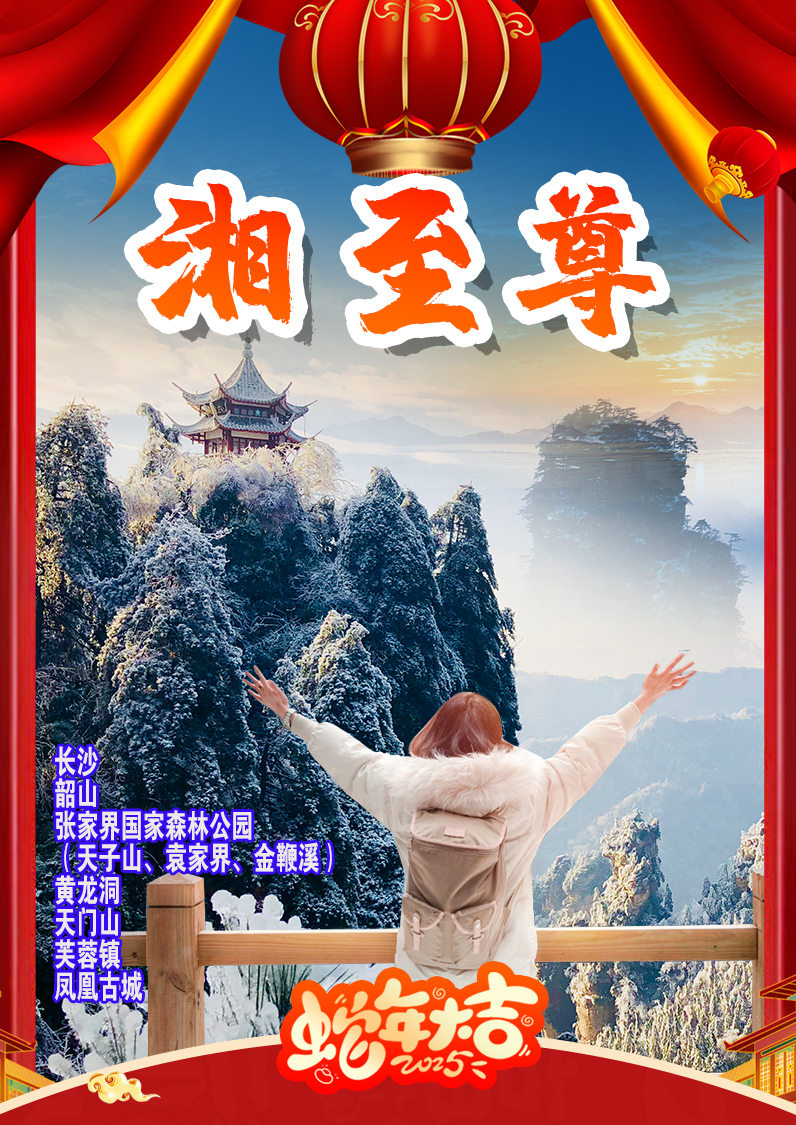 湘至尊
长沙
韶山
张家界国家森林公园
（天子山、袁家界、金鞭溪）
黄龙洞
天门山
芙蓉镇
凤凰古城
蛇年大吉
2025